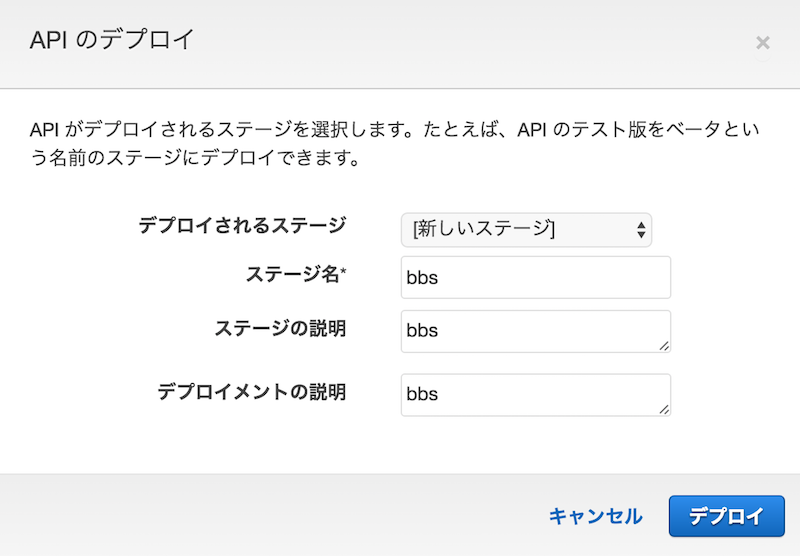 API のデプロイ
×
API がデプロイされるステージを選択します。たとえば、API のテスト版をベータとい
う名前のステージにデプロイできます。
デプロイされるステージ [新しいステージ]
ステージ名* bbs
ステージの説明 bbs
デプロイメントの説明 bbs
キャンセル デプロイ